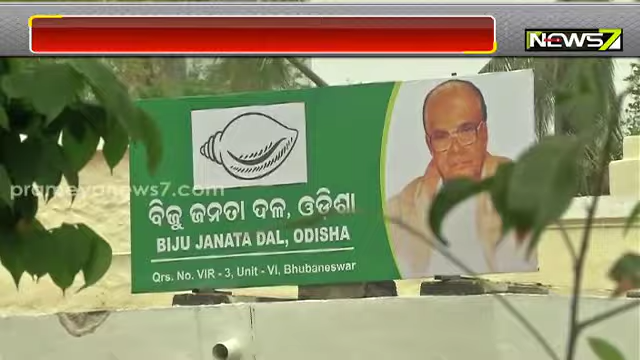 NEWS7
prameyanews7.com
ବିଜୁ ଜନତା ଦଳ, ଓଡ଼ିଶା
BIJU JANATA DAL, ODISHA
Qrs. No. VIR - 3, Unit - VI, Bhubaneswar